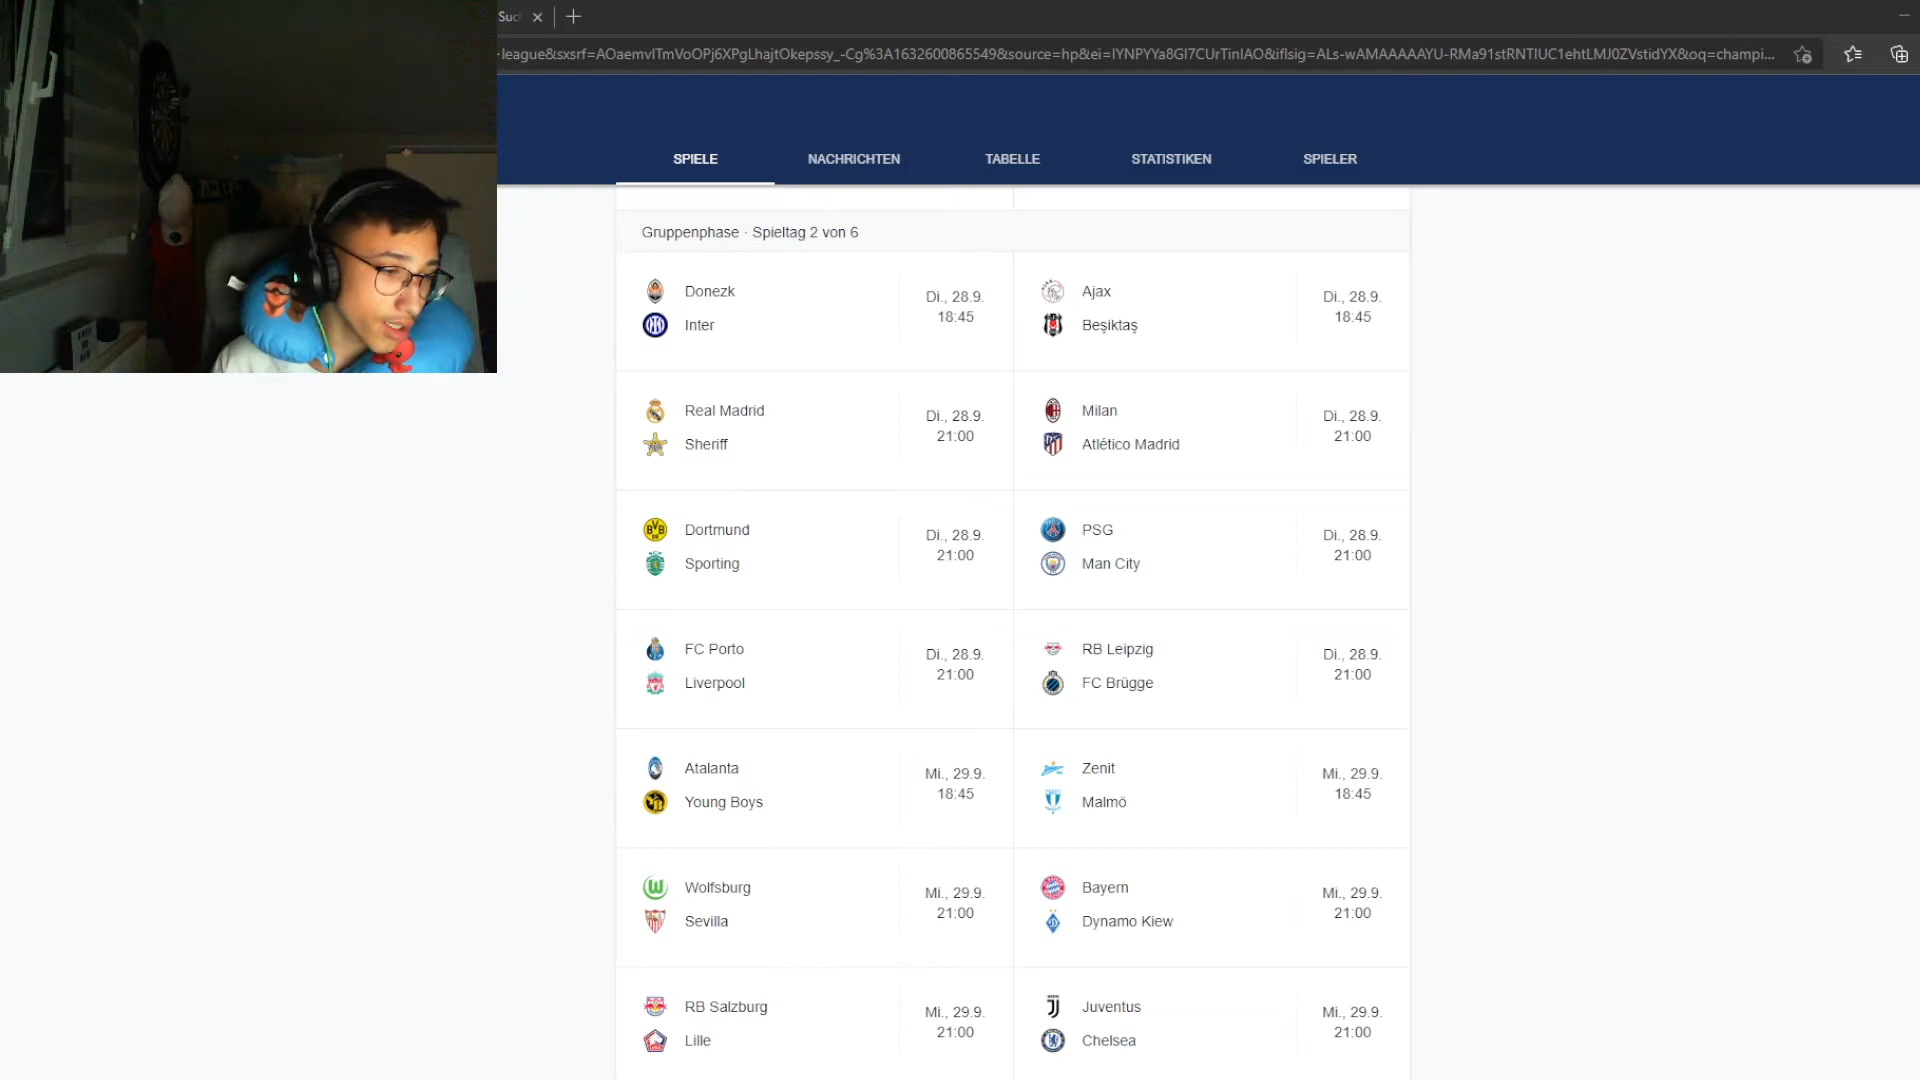 Suc
-league&sxsrf=AOaemvITmVoOPj6XPgLhajtOkepssy_-Cg%3A1632600865549&source=hp&ei=IYNPYYa8GI7CUrTinIAO&iflsig=ALs-wAMAAAAAYU-RMa91stRNTIUC1ehtLMJ0ZVstidYX&oq=champi...
SPIELE NACHRICHTEN TABELLE STATISTIKEN SPIELER
Gruppenphase · Spieltag 2 von 6
Donezk
Inter
Di., 28.9.
18:45
Ajax
Beşiktaş
Di., 28.9.
18:45
Real Madrid
Sheriff
Di., 28.9.
21:00
Milan
Atlético Madrid
Di., 28.9.
21:00
Dortmund
Sporting
Di., 28.9.
21:00
PSG
Man City
Di., 28.9.
21:00
FC Porto
Liverpool
Di., 28.9.
21:00
RB Leipzig
FC Brügge
Di., 28.9.
21:00
Atalanta
Young Boys
Mi., 29.9.
18:45
Zenit
Malmö
Mi., 29.9.
18:45
Wolfsburg
Sevilla
Mi., 29.9.
21:00
Bayern
Dynamo Kiew
Mi., 29.9.
21:00
RB Salzburg
Lille
Mi., 29.9.
21:00
Juventus
Chelsea
Mi., 29.9.
21:00